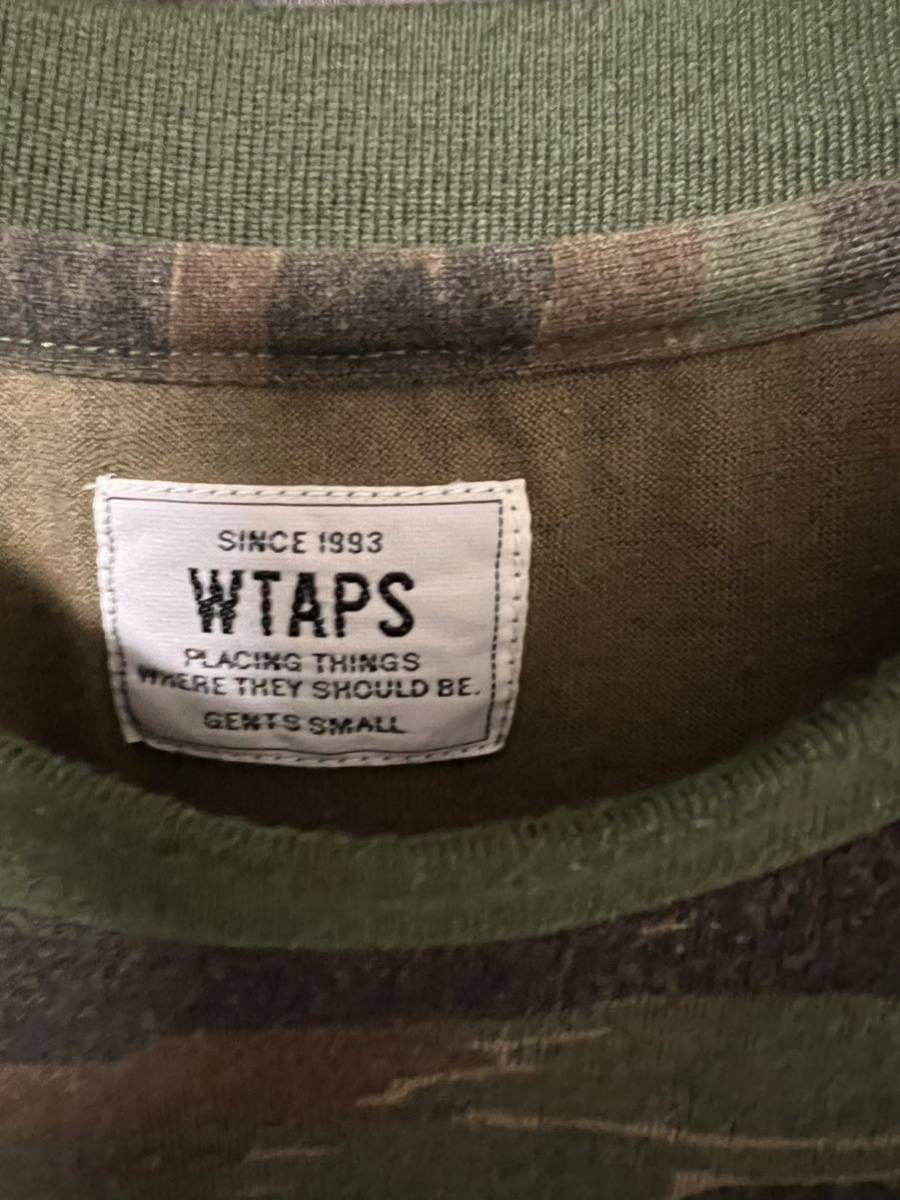 SINCE 1993
WTAPS
PLACING THINGS
WHERE THEY SHOULD BE.
GENTS SMALL